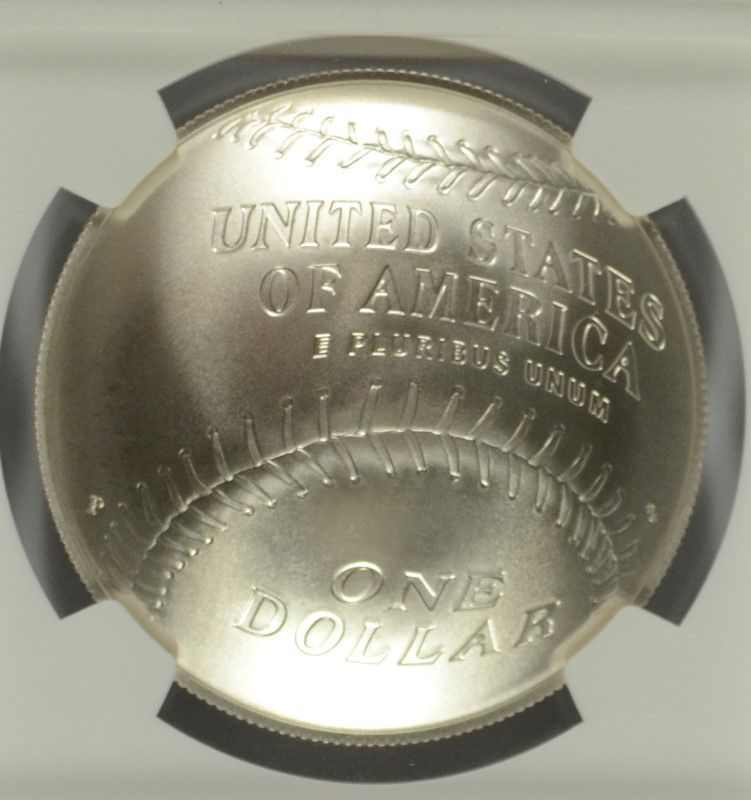 UNITED STATES
OF AMERICA
E PLURIBUS UNUM
P
ONE
DOLLAR